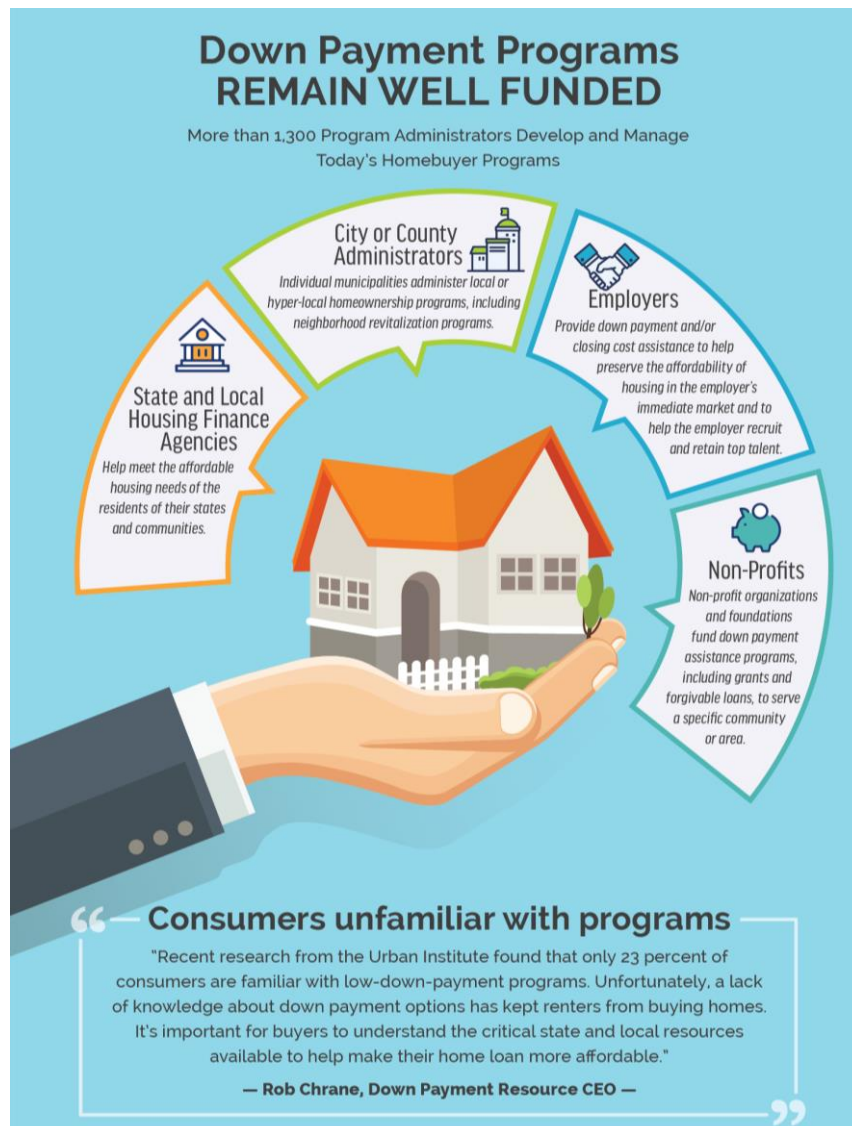 Down Payment Programs
REMAIN WELL FUNDED
More than 1,300 Program Administrators Develop and Manage
Today's Homebuyer Programs
State and Local
Housing Finance
Agencies
Help meet the affordable
housing needs of the
residents of their states
and communities.
City or County
Administrators
Individual municipalities administer local or
hyper-local homeownership programs, including
neighborhood revitalization programs.
Employers
Provide down payment and/or
closing cost assistance to help
preserve the affordability of
housing in the employer's
immediate market and to
help the employer recruit
and retain top talent.
Non-Profits
Non-profit organizations
and foundations
fund down payment
assistance programs,
including grants and
forgivable loans, to serve
a specific community
or area.
“ Consumers unfamiliar with programs
"Recent research from the Urban Institute found that only 23 percent of
consumers are familiar with low-down-payment programs. Unfortunately, a lack
of knowledge about down payment options has kept renters from buying homes.
It's important for buyers to understand the critical state and local resources
available to help make their home loan more affordable."
— Rob Chrane, Down Payment Resource CEO —
”